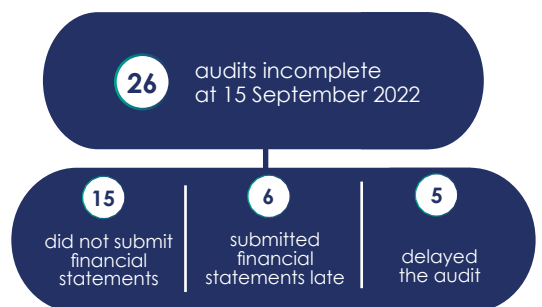 26
audits incomplete
at 15 September 2022
15
did not submit
financial
statements
6
submitted
financial
statements late
5
delayed
the audit